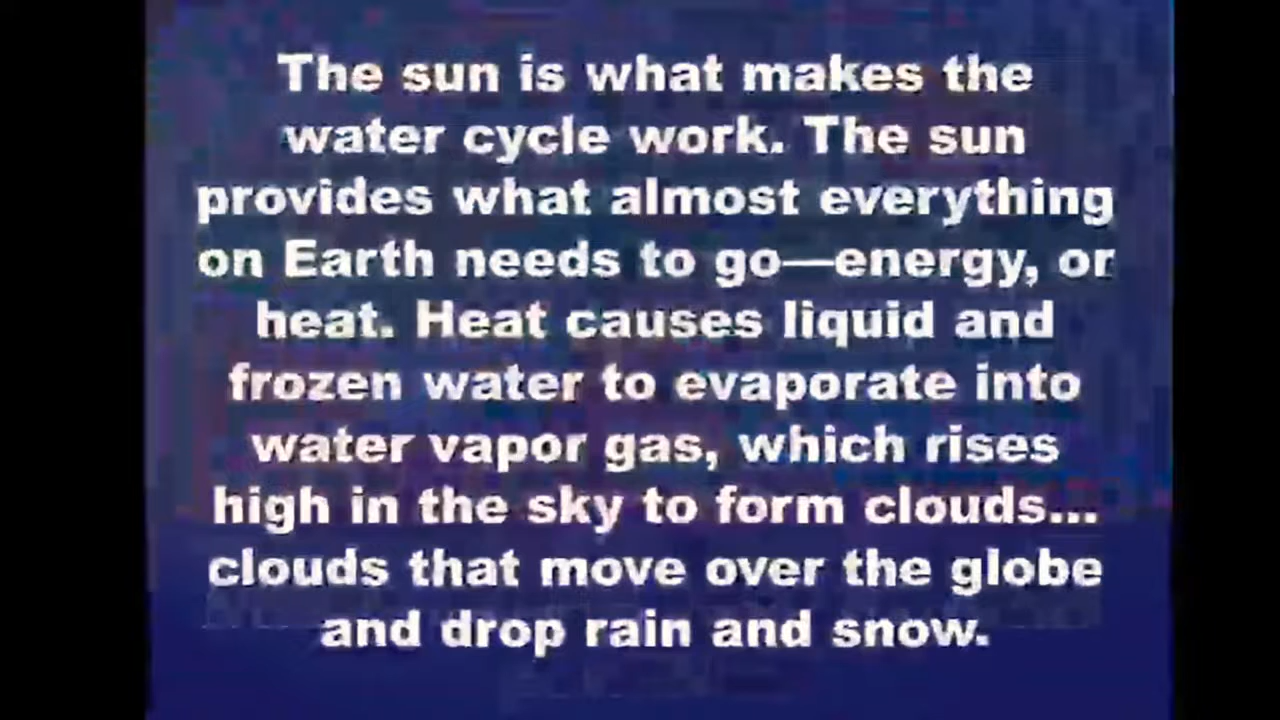 The sun is what makes the
water cycle work. The sun
provides what almost everything
on Earth needs to go—energy, or
heat. Heat causes liquid and
frozen water to evaporate into
water vapor gas, which rises
high in the sky to form clouds...
clouds that move over the globe
and drop rain and snow.